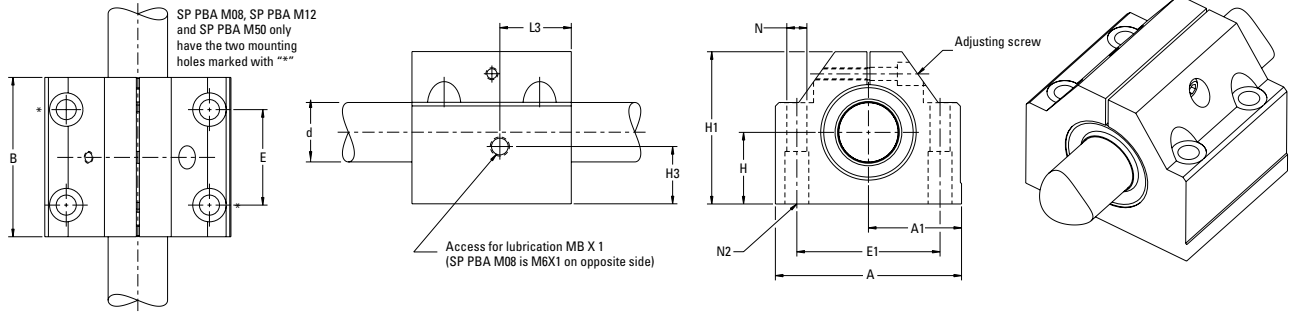 SP PBA M08, SP PBA M12
and SP PBA M50 only
have the two mounting
holes marked with “*”
*
B
E
*
L3
d
H3
Access for lubrication MB X 1
(SP PBA M08 is M6X1 on opposite side)
N
Adjusting screw
H1
H
A1
N2
E1
A